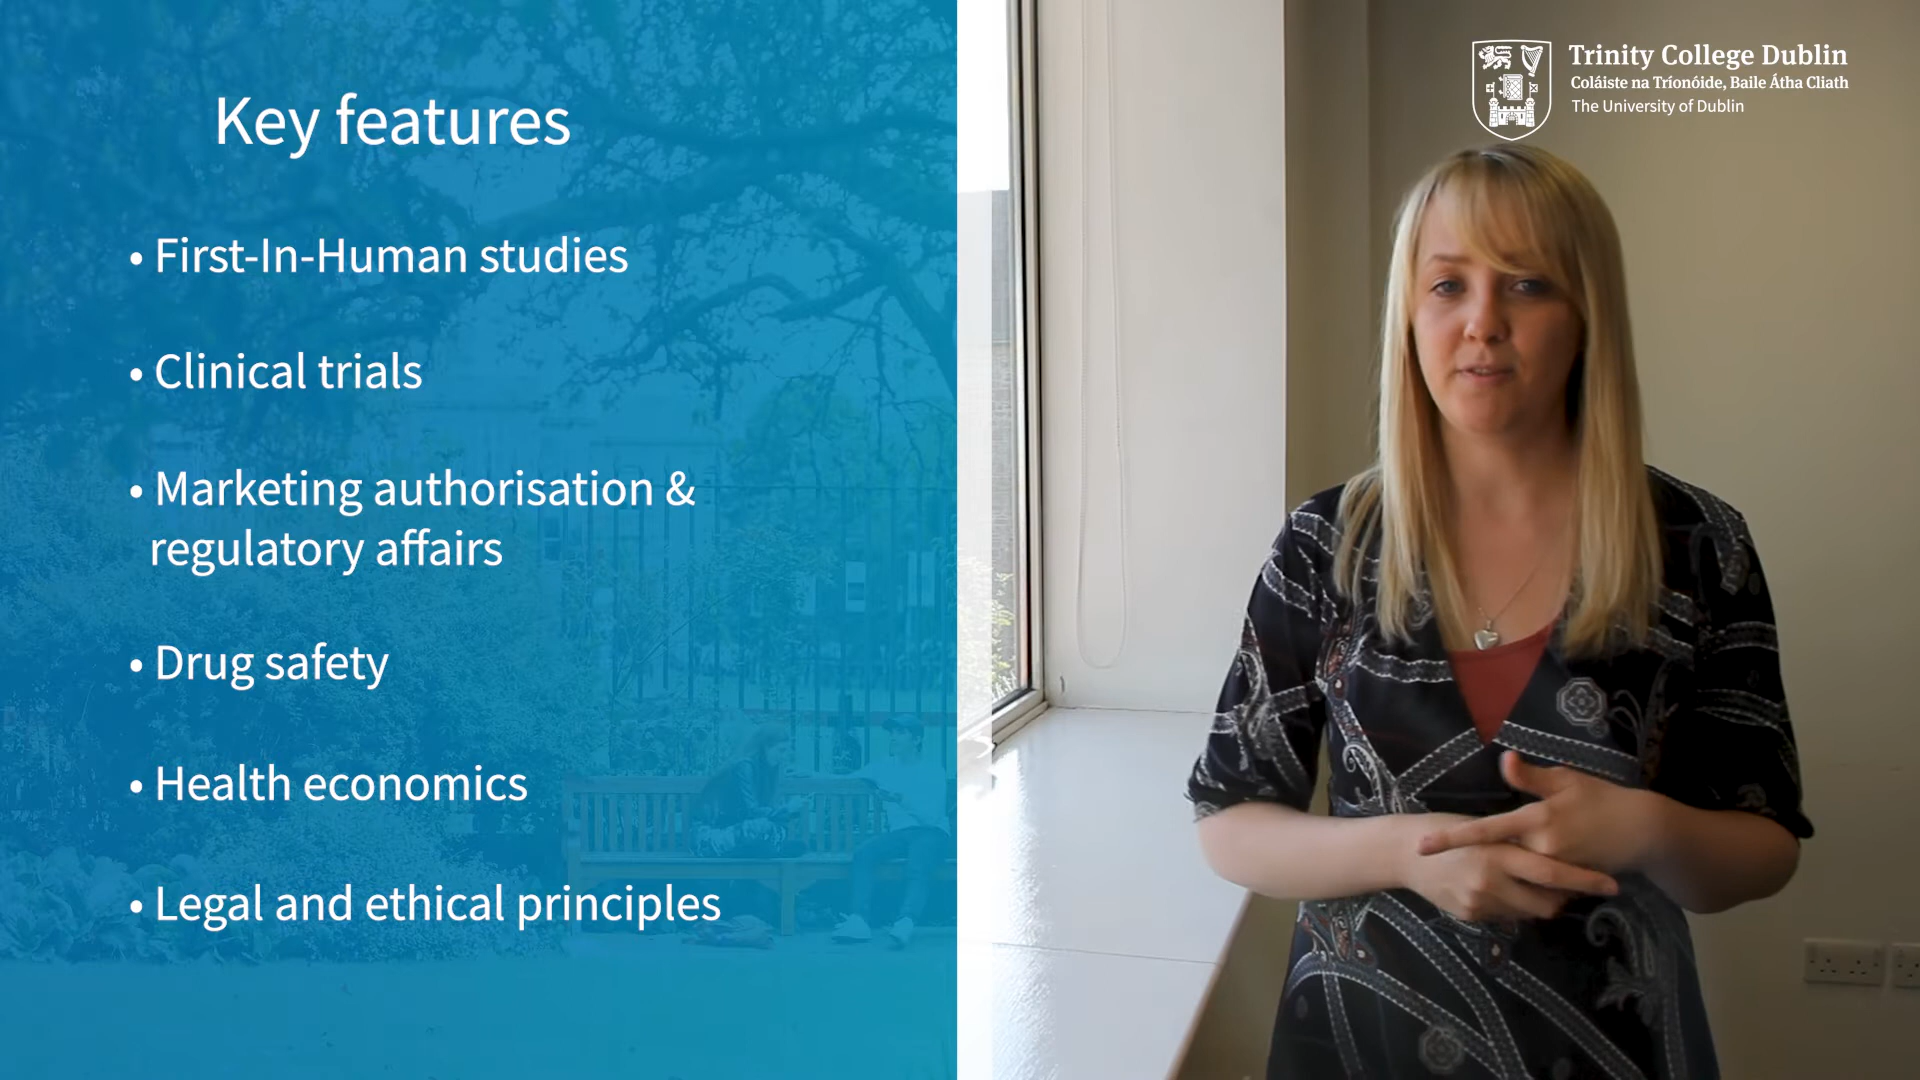 Key features
• First-In-Human studies
• Clinical trials
• Marketing authorisation &
regulatory affairs
• Drug safety
• Health economics
• Legal and ethical principles
Trinity College Dublin
Coláiste na Tríonóide, Baile Átha Cliath
The University of Dublin